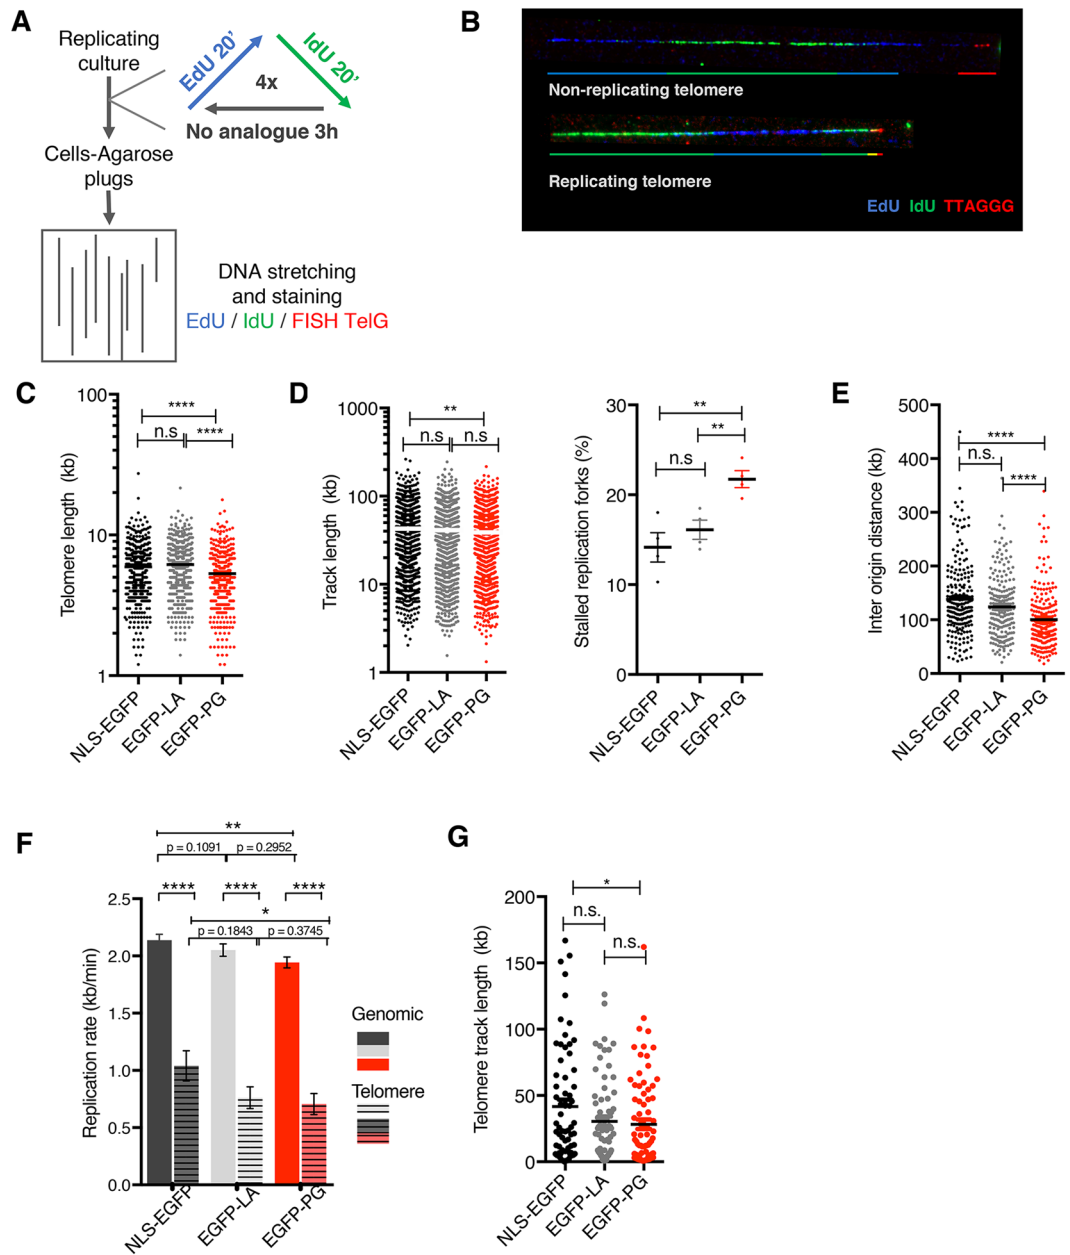 A
Replicating
culture
EdU 20’
IdU 20’
4x
No analogue 3h
Cells-Agarose
plugs
DNA stretching
and staining
EdU / IdU / FISH TelG
B
Non-replicating telomere
Replicating telomere
EdU IdU TTAGGG
C
Telomere length (kb)
100
10
1
****
n.s
****
NLS-EGFP
EGFP-LA
EGFP-PG
D
Track length (kb)
1000
100
10
1
**
n.s
n.s
NLS-EGFP
EGFP-LA
EGFP-PG
Stalled replication forks (%)
30
20
10
0
**
**
n.s
NLS-EGFP
EGFP-LA
EGFP-PG
E
Inter origin distance (kb)
500
400
300
200
100
0
****
n.s.
****
NLS-EGFP
EGFP-LA
EGFP-PG
F
**
p = 0.1091
p = 0.2952
****
****
****
*
p = 0.1843
p = 0.3745
Replication rate (kb/min)
2.5
2.0
1.5
1.0
0.5
0.0
NLS-EGFP
EGFP-LA
EGFP-PG
Genomic
Telomere
G
Telomere track length (kb)
200
150
100
50
0
*
n.s.
n.s.
NLS-EGFP
EGFP-LA
EGFP-PG